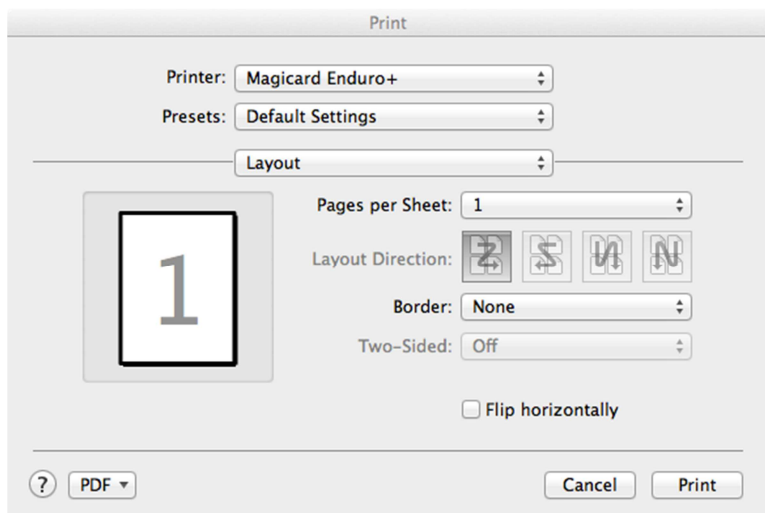 Print
Printer: Magicard Enduro+
Presets: Default Settings
Layout
Pages per Sheet: 1
1
Layout Direction:
Border: None
Two-Sided: Off
Flip horizontally
? PDF Cancel Print